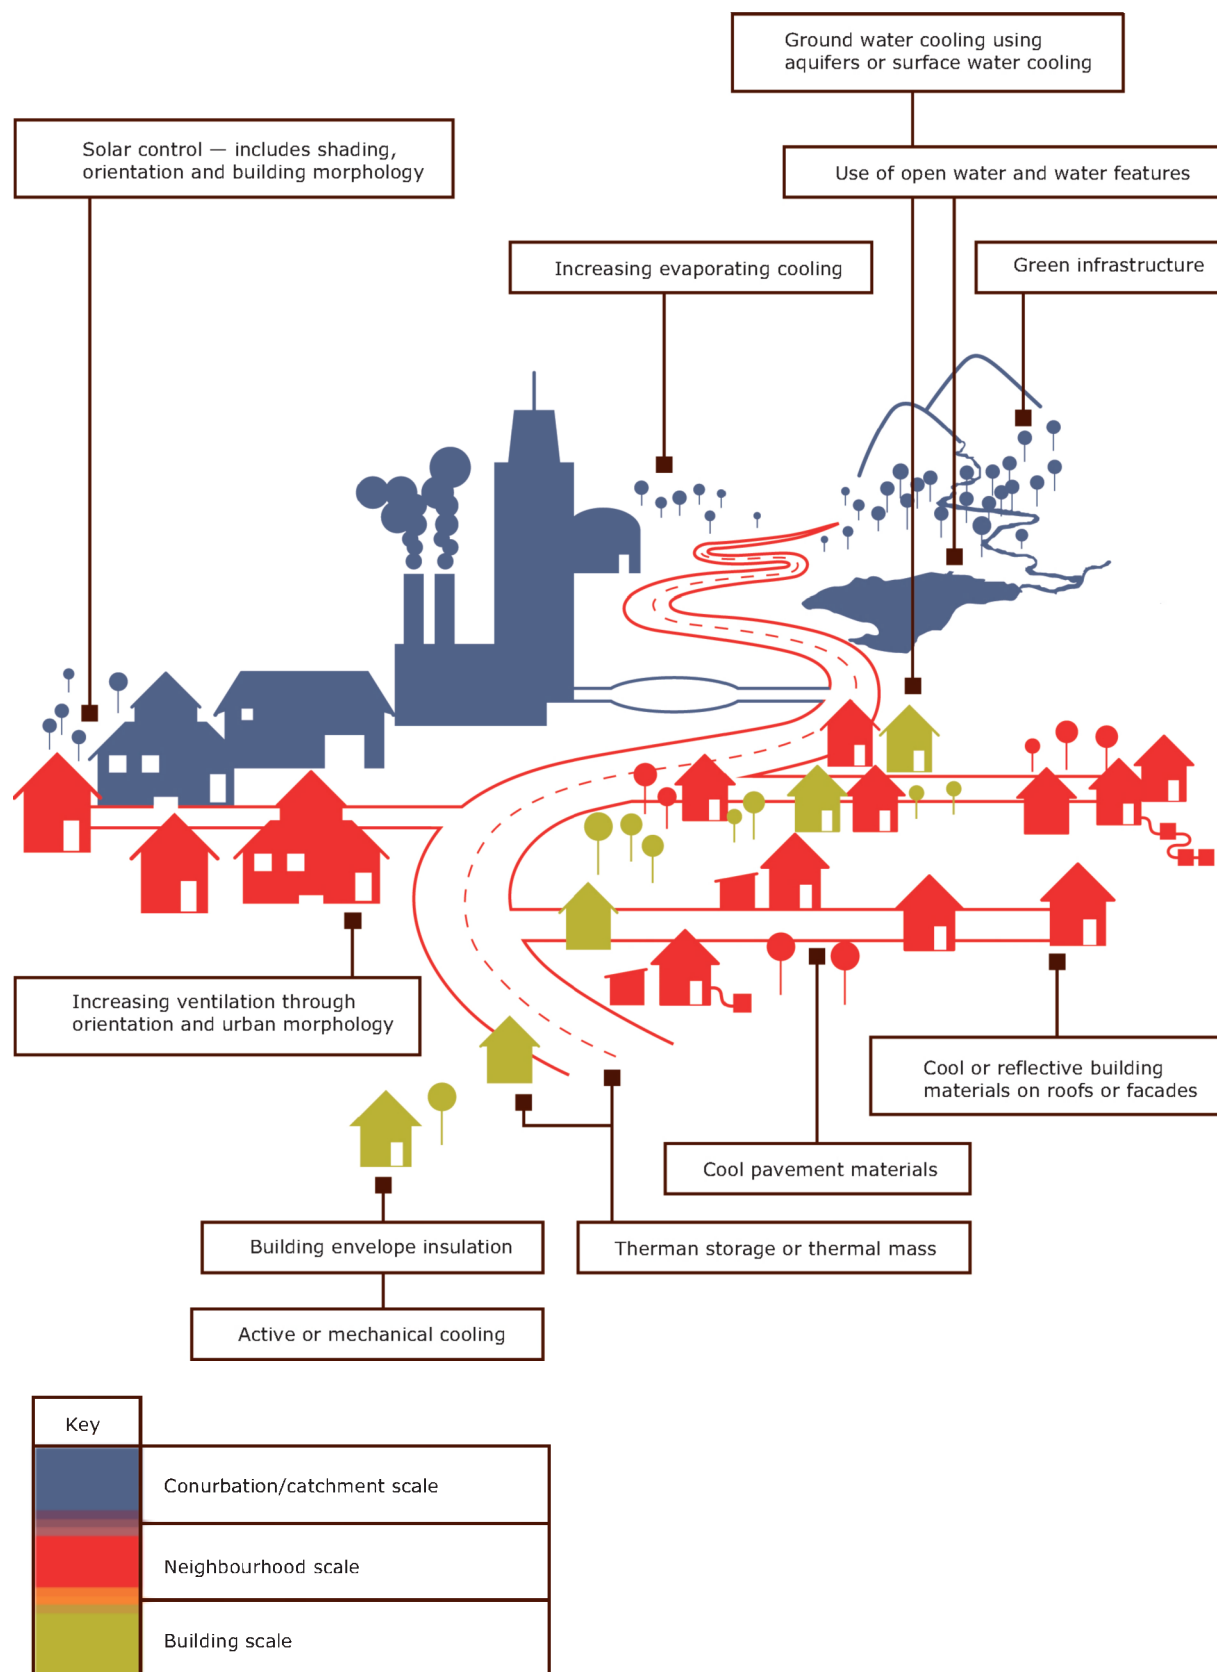 Ground water cooling using
aquifers or surface water cooling
Solar control — includes shading,
orientation and building morphology
Use of open water and water features
Increasing evaporating cooling
Green infrastructure
Increasing ventilation through
orientation and urban morphology
Cool or reflective building
materials on roofs or facades
Cool pavement materials
Building envelope insulation
Therman storage or thermal mass
Active or mechanical cooling
Key
Conurbation/catchment scale
Neighbourhood scale
Building scale